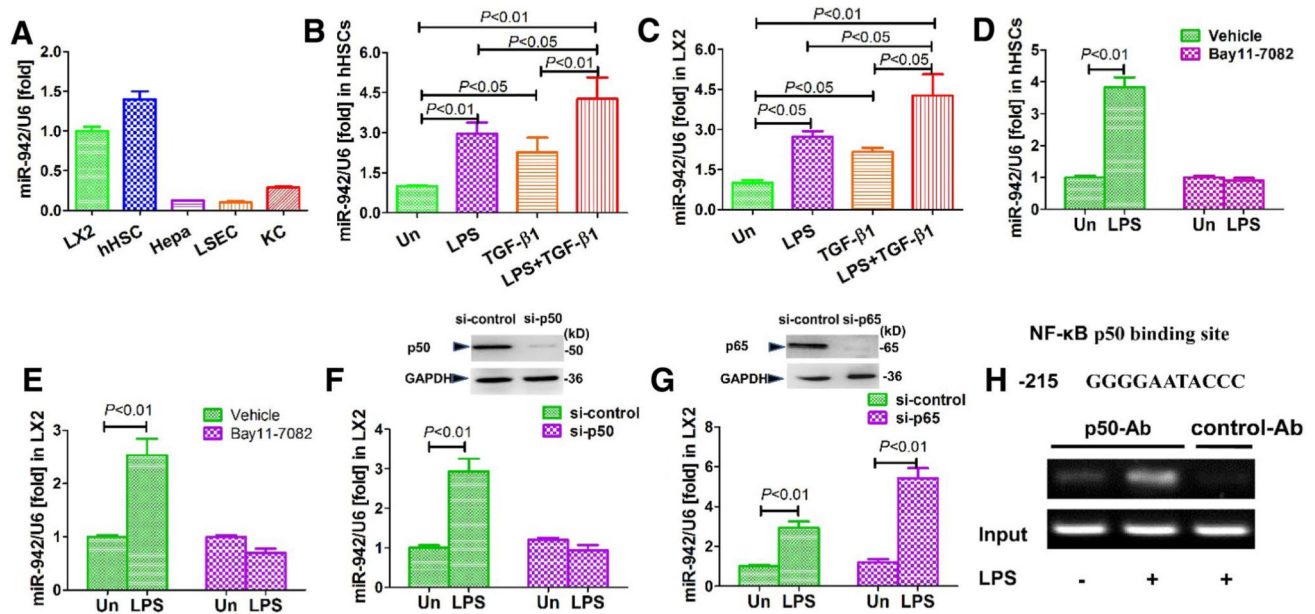 A
miR-942/U6 [fold]
2.0
1.5
1.0
0.5
0.0
LX2
hHSC
Hepa
LSEC
KC
B
miR-942/U6 [fold] in hHSCs
6.0
4.5
3.0
1.5
0.0
P<0.01
P<0.05
P<0.05
P<0.01
P<0.01
Un
LPS
TGF-β1
LPS+TGF-β1
C
miR-942/U6 [fold] in LX2
6.0
4.5
3.0
1.5
0.0
P<0.01
P<0.05
P<0.05
P<0.05
P<0.05
Un
LPS
TGF-β1
LPS+TGF-β1
D
miR-942/U6 [fold] in hHSCs
5
4
3
2
1
0
P<0.01
Vehicle
Bay11-7082
Un LPS Un LPS
E
miR-942/U6 [fold] in LX2
3
2
1
0
P<0.01
Vehicle
Bay11-7082
Un LPS Un LPS
F
si-control si-p50
(kD)
p50 -50
GAPDH -36
miR-942/U6 [fold] in LX2
4
3
2
1
0
P<0.01
si-control
si-p50
Un LPS Un LPS
G
si-control si-p65
(kD)
p65 -65
GAPDH -36
miR-942/U6 [fold] in LX2
8
6
4
2
0
si-control
si-p65
P<0.01
P<0.01
Un LPS Un LPS
NF-κB p50 binding site
H -215 GGGGAATACCC
p50-Ab control-Ab
Input
LPS - + +